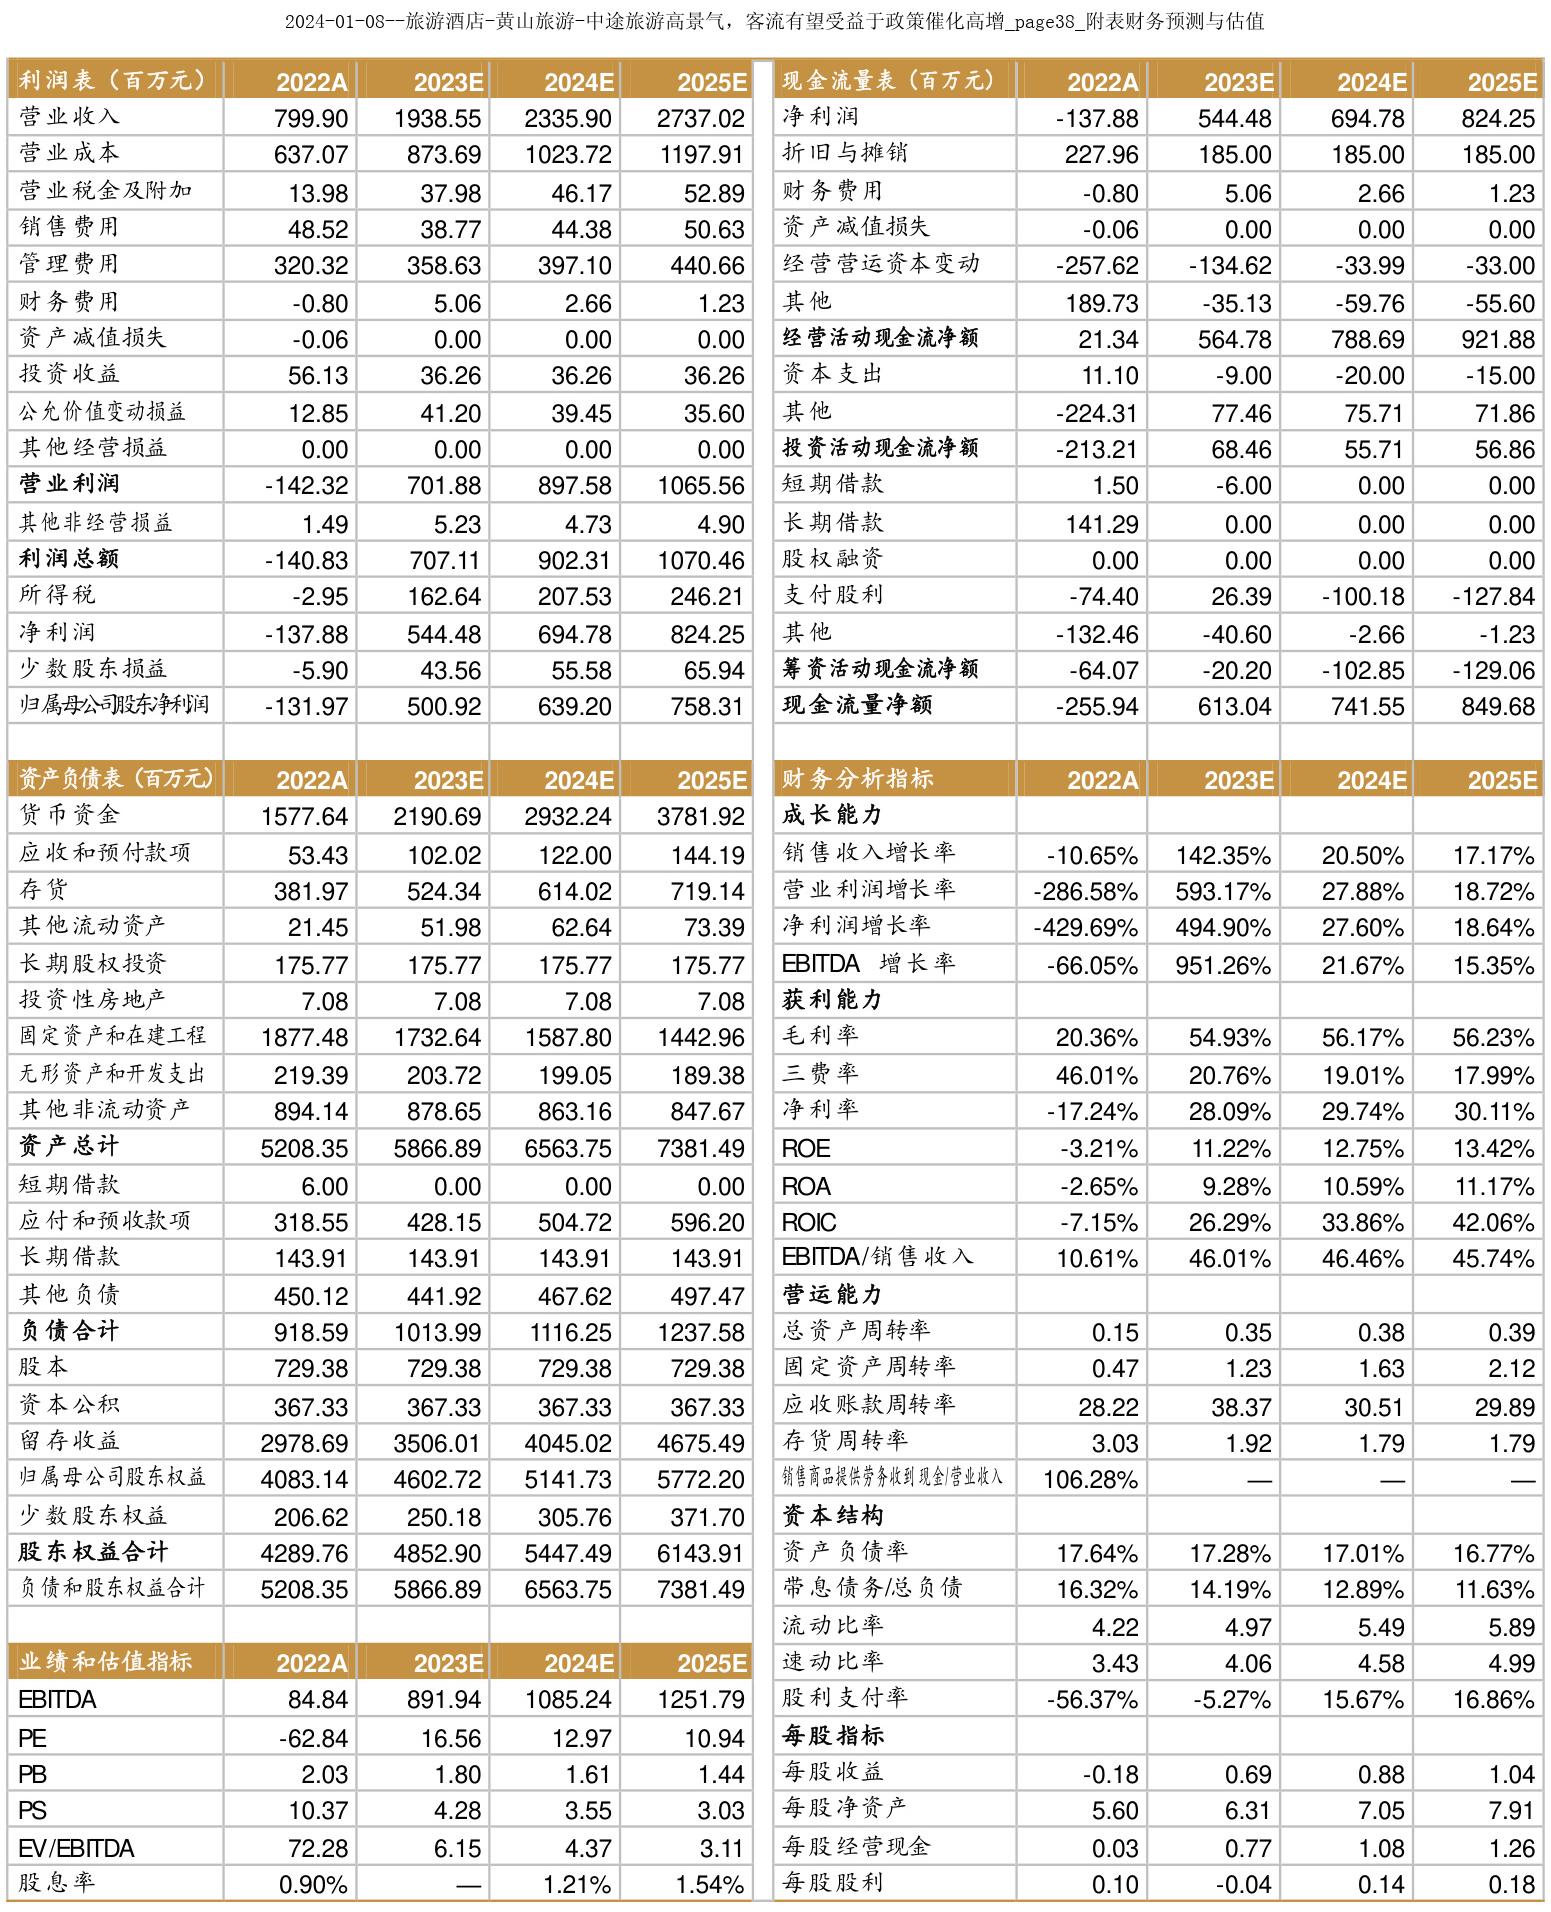 2024-01-08--旅游酒店-黄山旅游-中途旅游高景气，客流有望受益于政策催化高增_page38_附表财务预测与估值
利润表（百万元） 2022A 2023E 2024E 2025E
营业收入 799.90 1938.55 2335.90 2737.02
营业成本 637.07 873.69 1023.72 1197.91
营业税金及附加 13.98 37.98 46.17 52.89
销售费用 48.52 38.77 44.38 50.63
管理费用 320.32 358.63 397.10 440.66
财务费用 -0.80 5.06 2.66 1.23
资产减值损失 -0.06 0.00 0.00 0.00
投资收益 56.13 36.26 36.26 36.26
公允价值变动损益 12.85 41.20 39.45 35.60
其他经营损益 0.00 0.00 0.00 0.00
营业利润 -142.32 701.88 897.58 1065.56
其他非经营损益 1.49 5.23 4.73 4.90
利润总额 -140.83 707.11 902.31 1070.46
所得税 -2.95 162.64 207.53 246.21
净利润 -137.88 544.48 694.78 824.25
少数股东损益 -5.90 43.56 55.58 65.94
归属母公司股东净利润 -131.97 500.92 639.20 758.31
资产负债表（百万元） 2022A 2023E 2024E 2025E
货币资金 1577.64 2190.69 2932.24 3781.92
应收和预付款项 53.43 102.02 122.00 144.19
存货 381.97 524.34 614.02 719.14
其他流动资产 21.45 51.98 62.64 73.39
长期股权投资 175.77 175.77 175.77 175.77
投资性房地产 7.08 7.08 7.08 7.08
固定资产和在建工程 1877.48 1732.64 1587.80 1442.96
无形资产和开发支出 219.39 203.72 199.05 189.38
其他非流动资产 894.14 878.65 863.16 847.67
资产总计 5208.35 5866.89 6563.75 7381.49
短期借款 6.00 0.00 0.00 0.00
应付和预收款项 318.55 428.15 504.72 596.20
长期借款 143.91 143.91 143.91 143.91
其他负债 450.12 441.92 467.62 497.47
负债合计 918.59 1013.99 1116.25 1237.58
股本 729.38 729.38 729.38 729.38
资本公积 367.33 367.33 367.33 367.33
留存收益 2978.69 3506.01 4045.02 4675.49
归属母公司股东权益 4083.14 4602.72 5141.73 5772.20
少数股东权益 206.62 250.18 305.76 371.70
股东权益合计 4289.76 4852.90 5447.49 6143.91
负债和股东权益合计 5208.35 5866.89 6563.75 7381.49
业绩和估值指标 2022A 2023E 2024E 2025E
EBITDA 84.84 891.94 1085.24 1251.79
PE -62.84 16.56 12.97 10.94
PB 2.03 1.80 1.61 1.44
PS 10.37 4.28 3.55 3.03
EV/EBITDA 72.28 6.15 4.37 3.11
股息率 0.90% — 1.21% 1.54%
现金流量表（百万元） 2022A 2023E 2024E 2025E
净利润 -137.88 544.48 694.78 824.25
折旧与摊销 227.96 185.00 185.00 185.00
财务费用 -0.80 5.06 2.66 1.23
资产减值损失 -0.06 0.00 0.00 0.00
经营营运资本变动 -257.62 -134.62 -33.99 -33.00
其他 189.73 -35.13 -59.76 -55.60
经营活动现金流净额 21.34 564.78 788.69 921.88
资本支出 11.10 -9.00 -20.00 -15.00
其他 -224.31 77.46 75.71 71.86
投资活动现金流净额 -213.21 68.46 55.71 56.86
短期借款 1.50 -6.00 0.00 0.00
长期借款 141.29 0.00 0.00 0.00
股权融资 0.00 0.00 0.00 0.00
支付股利 -74.40 26.39 -100.18 -127.84
其他 -132.46 -40.60 -2.66 -1.23
筹资活动现金流净额 -64.07 -20.20 -102.85 -129.06
现金流量净额 -255.94 613.04 741.55 849.68
财务分析指标 2022A 2023E 2024E 2025E
成长能力
销售收入增长率 -10.65% 142.35% 20.50% 17.17%
营业利润增长率 -286.58% 593.17% 27.88% 18.72%
净利润增长率 -429.69% 494.90% 27.60% 18.64%
EBITDA 增长率 -66.05% 951.26% 21.67% 15.35%
获利能力
毛利率 20.36% 54.93% 56.17% 56.23%
三费率 46.01% 20.76% 19.01% 17.99%
净利率 -17.24% 28.09% 29.74% 30.11%
ROE -3.21% 11.22% 12.75% 13.42%
ROA -2.65% 9.28% 10.59% 11.17%
ROIC -7.15% 26.29% 33.86% 42.06%
EBITDA/销售收入 10.61% 46.01% 46.46% 45.74%
营运能力
总资产周转率 0.15 0.35 0.38 0.39
固定资产周转率 0.47 1.23 1.63 2.12
应收账款周转率 28.22 38.37 30.51 29.89
存货周转率 3.03 1.92 1.79 1.79
销售商品提供劳务收到现金/营业收入 106.28% — — —
资本结构
资产负债率 17.64% 17.28% 17.01% 16.77%
带息债务/总负债 16.32% 14.19% 12.89% 11.63%
流动比率 4.22 4.97 5.49 5.89
速动比率 3.43 4.06 4.58 4.99
股利支付率 -56.37% -5.27% 15.67% 16.86%
每股指标
每股收益 -0.18 0.69 0.88 1.04
每股净资产 5.60 6.31 7.05 7.91
每股经营现金 0.03 0.77 1.08 1.26
每股股利 0.10 -0.04 0.14 0.18